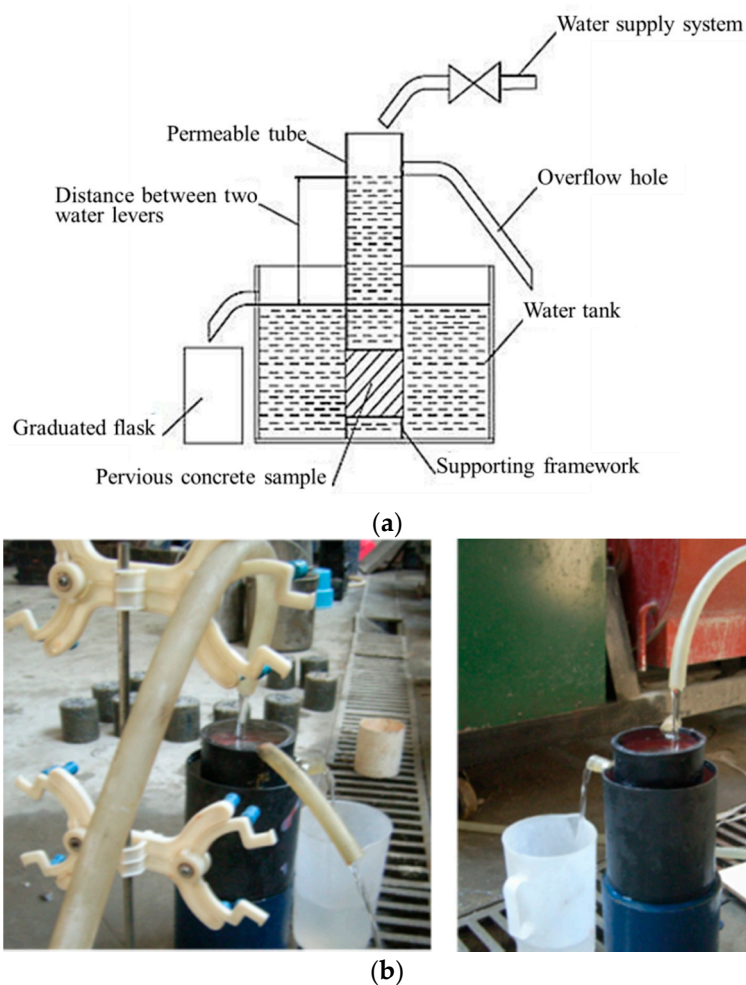 Water supply system
Permeable tube
Overflow hole
Distance between two
water levers
Water tank
Graduated flask
Supporting framework
Pervious concrete sample
(a)
(b)